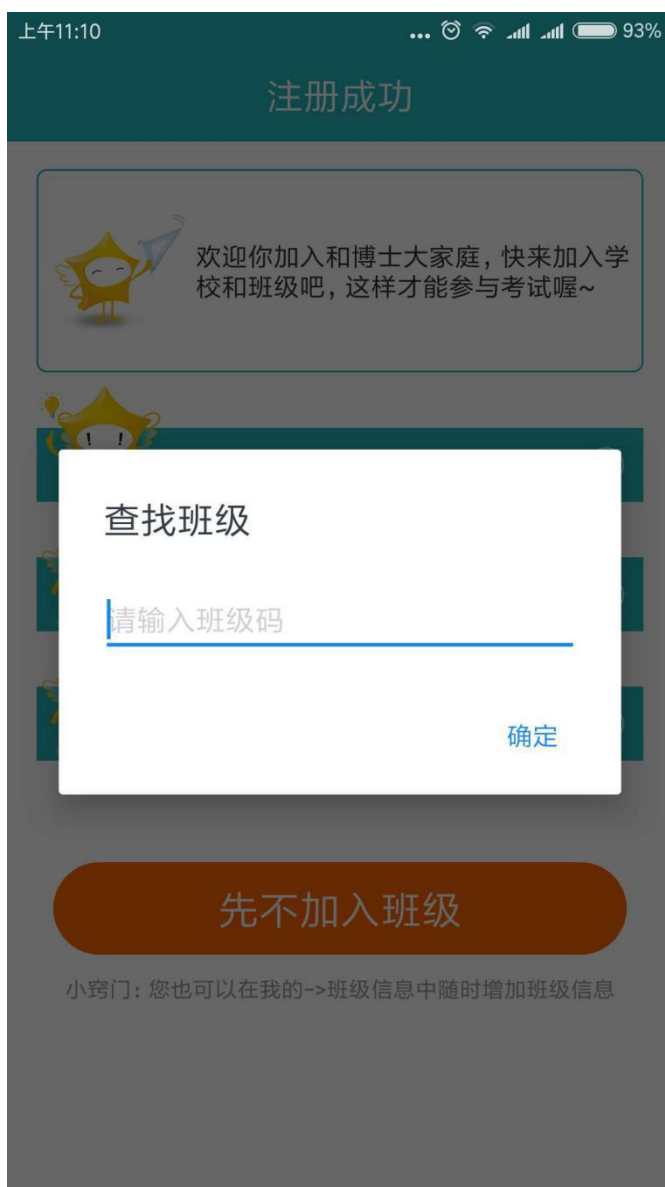 上午11:10
... 93%
注册成功
欢迎你加入和博士大家庭，快来加入学
校和班级吧，这样才能参与考试喔~
查找班级
请输入班级码
确定
先不加入班级
小窍门：您也可以在我的->班级信息中随时增加班级信息